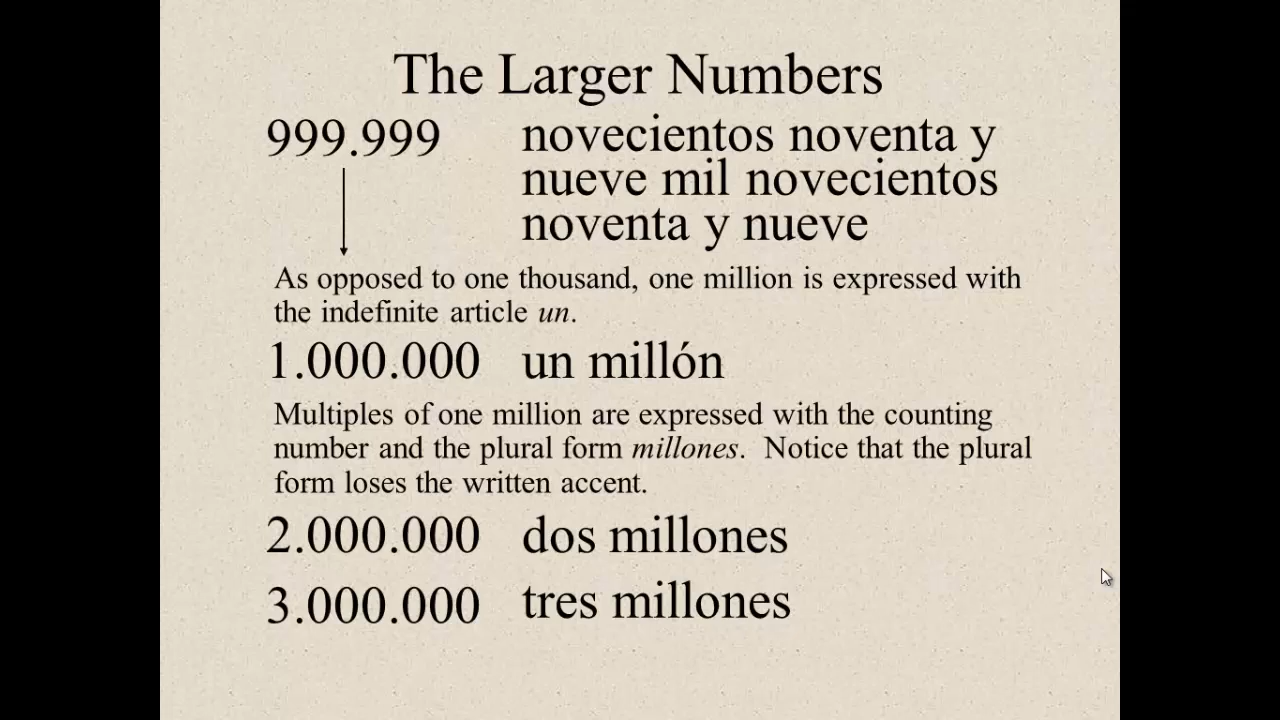 The Larger Numbers
999.999 novecientos noventa y
nueve mil novecientos
noventa y nueve
As opposed to one thousand, one million is expressed with
the indefinite article un.
1.000.000 un millón
Multiples of one million are expressed with the counting
number and the plural form millones. Notice that the plural
form loses the written accent.
2.000.000 dos millones
3.000.000 tres millones